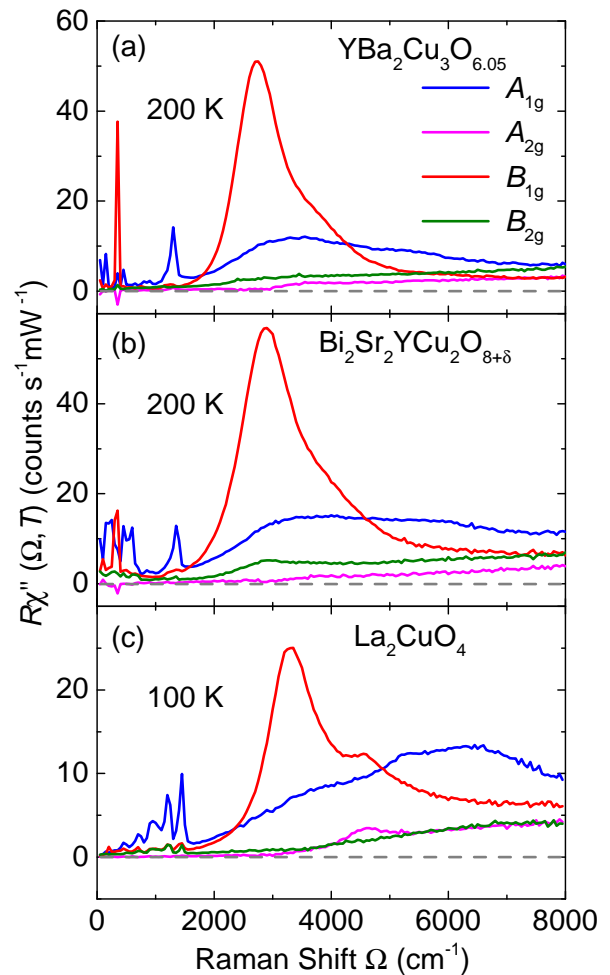 (a) YBa₂Cu₃O₆.₀₅
200 K
A₁g
A₂g
B₁g
B₂g
60
40
20
0
(b) Bi₂Sr₂YCu₂O₈₊δ
200 K
40
20
0
(c) La₂CuO₄
100 K
20
10
0
Rχ'' (Ω, T) (counts s⁻¹mW⁻¹)
0 2000 4000 6000 8000
Raman Shift Ω (cm⁻¹)